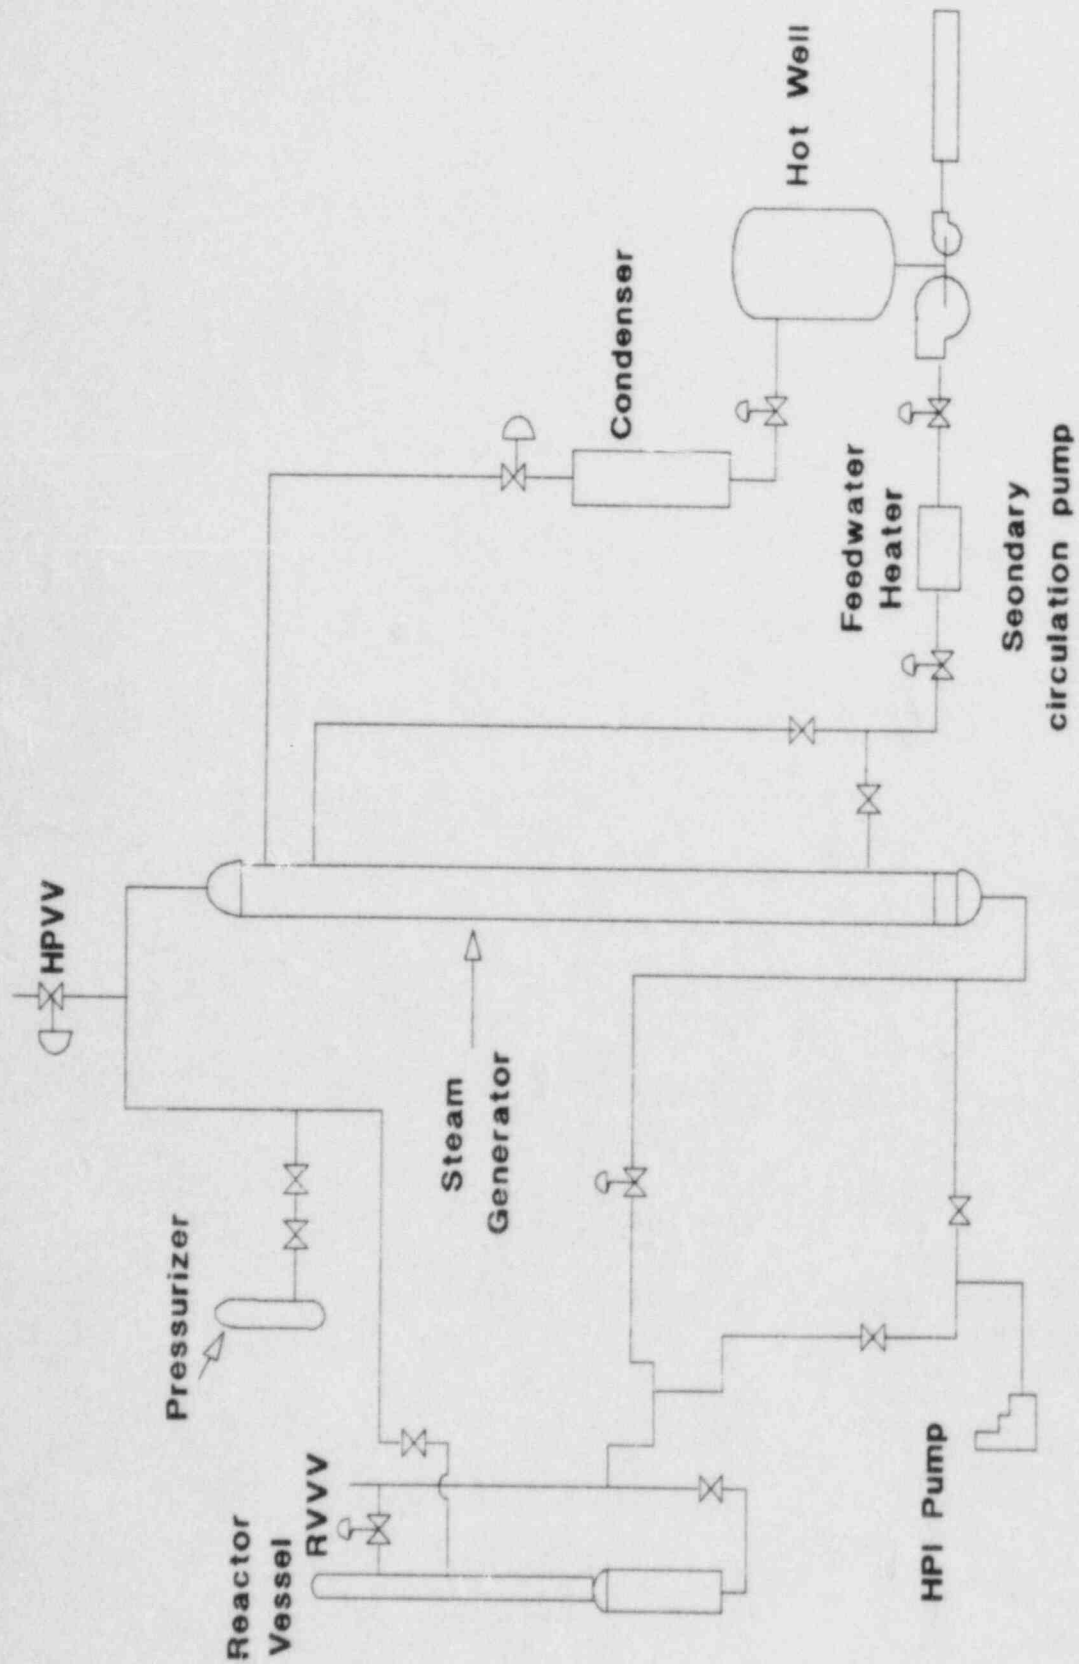 HPVV
Pressurizer
Reactor
Vessel
RVVV
Steam
Generator
HPI Pump
Condenser
Hot Well
Feedwater
Heater
Seondary
circulation pump